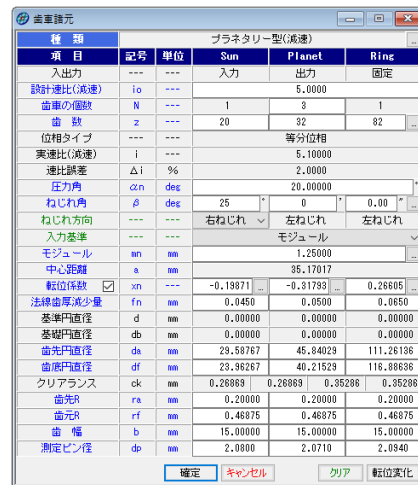 歯車諸元
種 類 プラネタリー型(減速) ...
項 目 記号 単位 Sun Planet Ring
入出力 --- --- 入力 出力 固定
設計速比(減速) io --- 5.0000
歯車の個数 N --- 1 3 1
歯 数 z --- 20 32 82 ...
位相タイプ --- --- 等分位相
実速比(減速) i --- 5.10000
速比誤差 Δi % 2.0000
圧力角 αn deg 20.00000 °
ねじれ角 β deg 25 ° 0 ' 0.00 " ...
ねじれ方向 --- --- 右ねじれ 左ねじれ 左ねじれ
入力基準 --- --- モジュール
モジュール mn mm 1.25000 ...
中心距離 a mm 35.17017
転位係数 xn --- -0.19871 ... -0.31793 ... 0.26605 ...
法線歯厚減少量 fn mm 0.0450 0.0500 0.0650
基準円直径 d mm 0.00000 0.00000 0.00000
基礎円直径 db mm 0.00000 0.00000 0.00000
歯先円直径 da mm 29.58767 45.84029 111.26136
歯底円直径 df mm 23.96267 40.21529 116.88636
クリアランス ck mm 0.26869 0.26869 0.35286 0.35286
歯先R ra mm 0.20000 0.20000 0.20000
歯元R rf mm 0.46875 0.46875 0.46875
歯 幅 b mm 15.00000 15.00000 15.00000
測定ピン径 dp mm 2.0800 2.0710 2.0940
確定 キャンセル クリア 転位変化